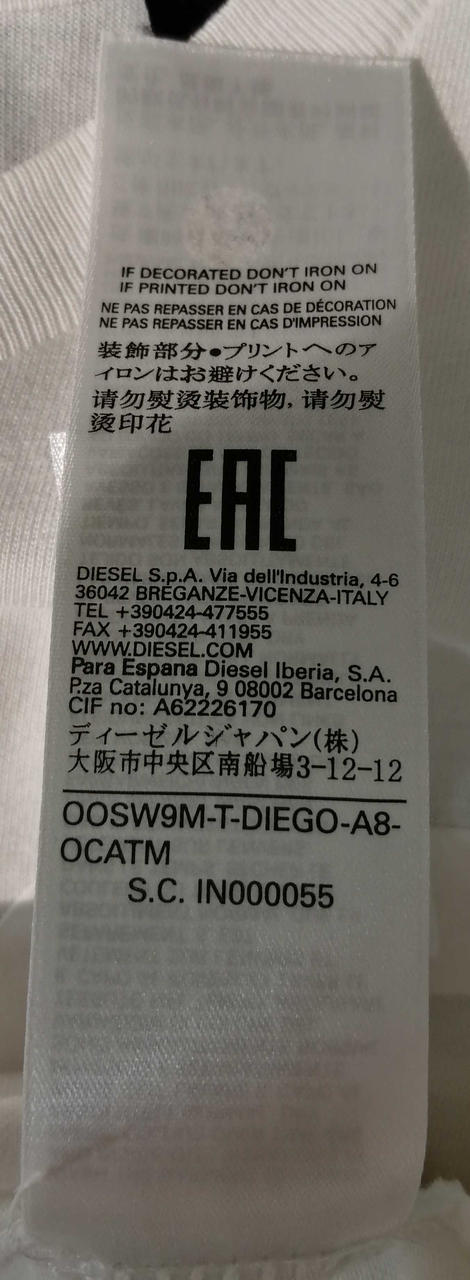 IF DECORATED DON'T IRON ON
IF PRINTED DON'T IRON ON
NE PAS REPASSER EN CAS DE DÉCORATION
NE PAS REPASSER EN CAS D'IMPRESSION
装飾部分•プリントへのア
イロンはお避けください。
请勿熨烫装饰物,请勿熨
烫印花
EAC
DIESEL S.p.A. Via dell'Industria, 4-6
36042 BREGANZE-VICENZA-ITALY
TEL +390424-477555
FAX +390424-411955
WWW.DIESEL.COM
Para Espana Diesel Iberia, S.A.
P.za Catalunya, 9 08002 Barcelona
CIF no: A62226170
ディーゼルジャパン(株)
大阪市中央区南船場3-12-12
OOSW9M-T-DIEGO-A8-
OCATM
S.C. IN000055